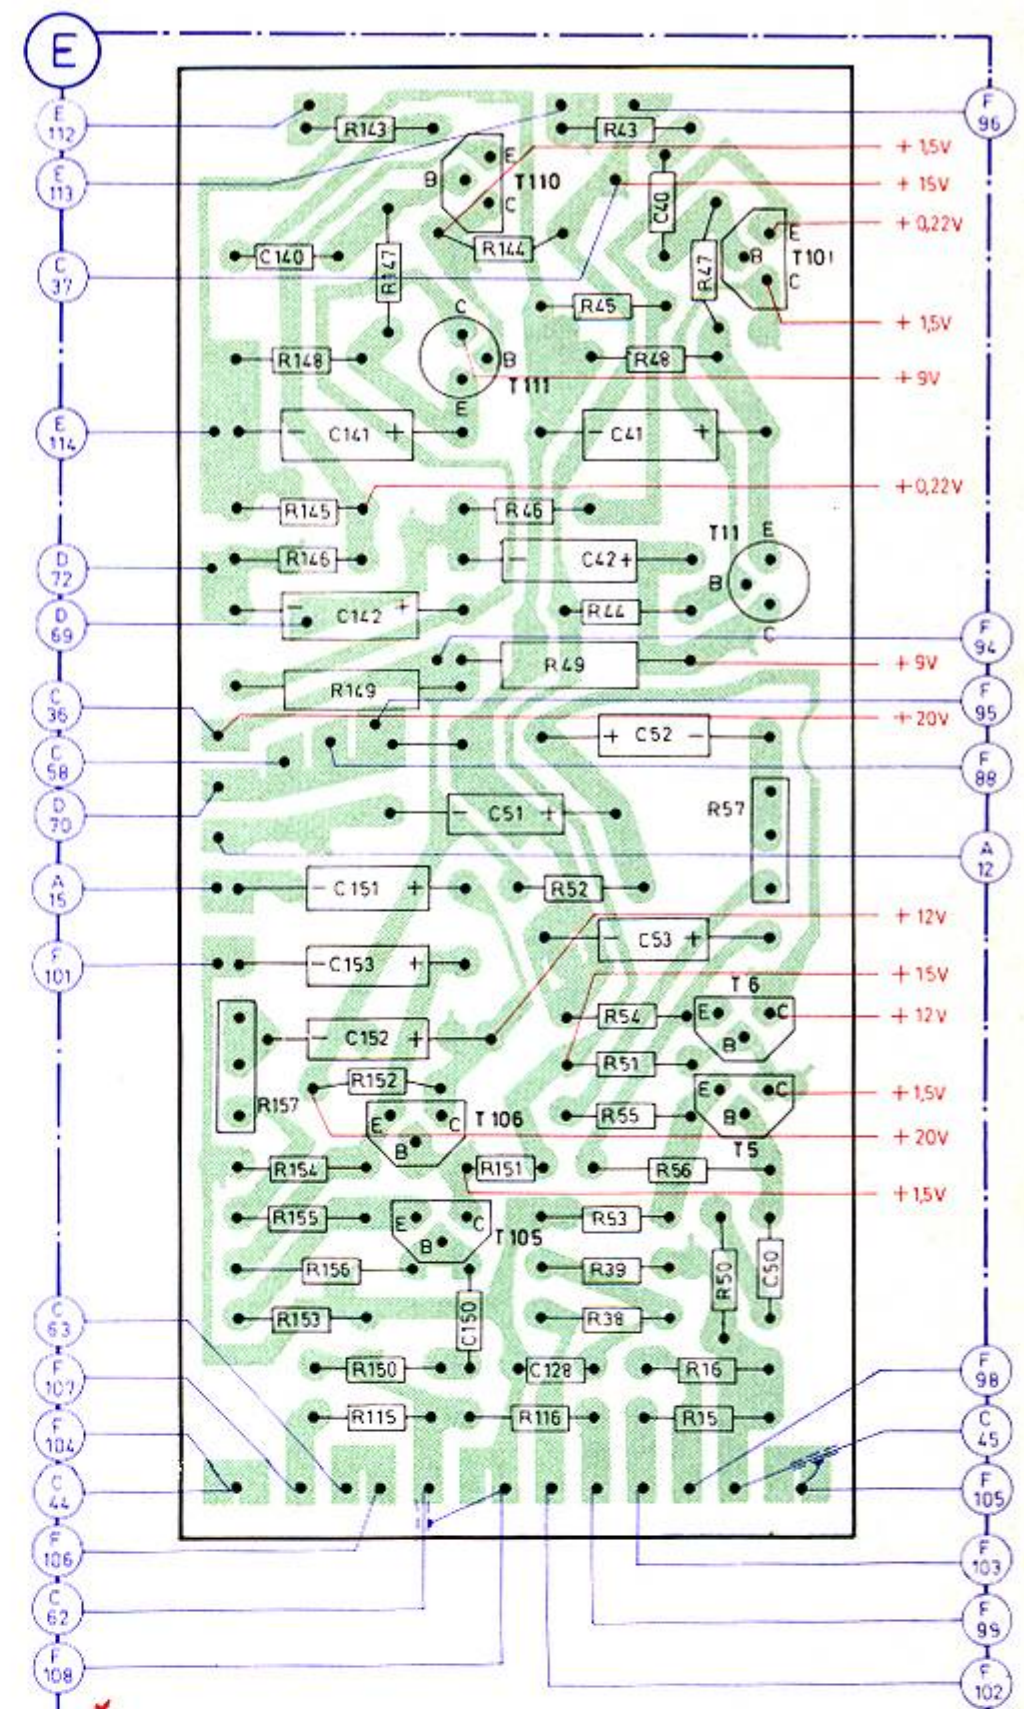 E
E 112
R143
R43
F 96
E 113
E
B
T110
C
+ 1,5V
+ 15V
C40
+ 0,22V
C140
R147
R144
R47
E
B
T101
C
C 37
R45
C
+ 1,5V
R148
B
T111
E
R48
+ 9V
E 114
- C141 +
- C41 +
+ 0,22V
R145
R46
T11 E
B
C
D 72
R146
- C42 +
D 69
- C142 +
R44
F 94
R49
+ 9V
R149
F 95
C 36
+ 20V
+ C52 -
C 58
F 88
D 70
- C51 +
R57
A 12
A 15
- C151 +
R52
+ 12V
- C53 +
F 101
- C153 +
+ 15V
T6
R54
E
C
B
+ 12V
- C152 +
R51
R152
E
C
B
+ 1,5V
R157
E
C
B
T106
R55
+ 20V
T5
R154
R151
R56
+ 1,5V
R155
E
C
B
T105
R53
R156
R39
R50
C50
C 63
R153
C150
R38
F 107
R150
C128
R16
F 98
F 104
R115
R116
R15
C 45
C 44
F 105
F 106
F 103
C 62
F 99
F 108
F 102